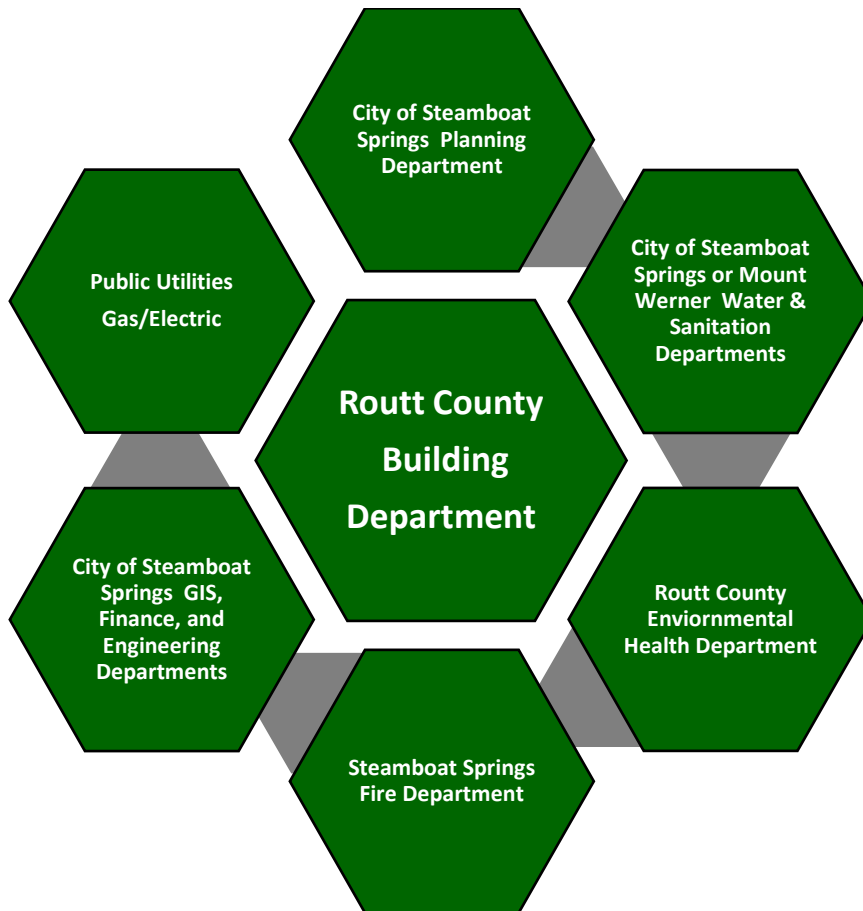 City of Steamboat
Springs Planning
Department
City of Steamboat
Springs or Mount
Werner Water &
Sanitation
Departments
Public Utilities
Gas/Electric
Routt County
Building
Department
City of Steamboat
Springs GIS,
Finance, and
Engineering
Departments
Routt County
Enviornmental
Health Department
Steamboat Springs
Fire Department